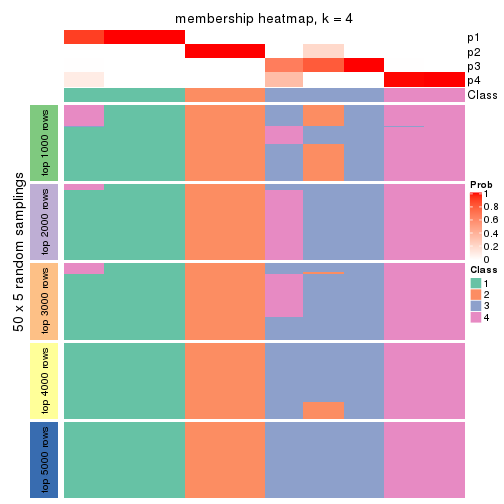 membership heatmap, k = 4
p1
p2
p3
p4
Class
50 x 5 random samplings
top 1000 rows
top 2000 rows
top 3000 rows
top 4000 rows
top 5000 rows
Prob
1
0.8
0.6
0.4
0.2
0
Class
1
2
3
4